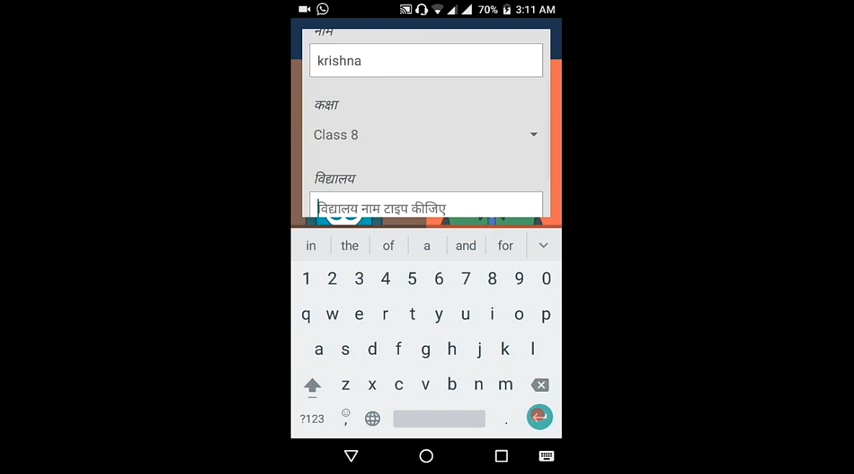 70% 3:11 AM
नाम
krishna
कक्षा
Class 8
विद्यालय
विद्यालय नाम टाइप कीजिए
in the of a and for
1 2 3 4 5 6 7 8 9 0
q w e r t y u i o p
a s d f g h j k l
z x c v b n m
?123 , .